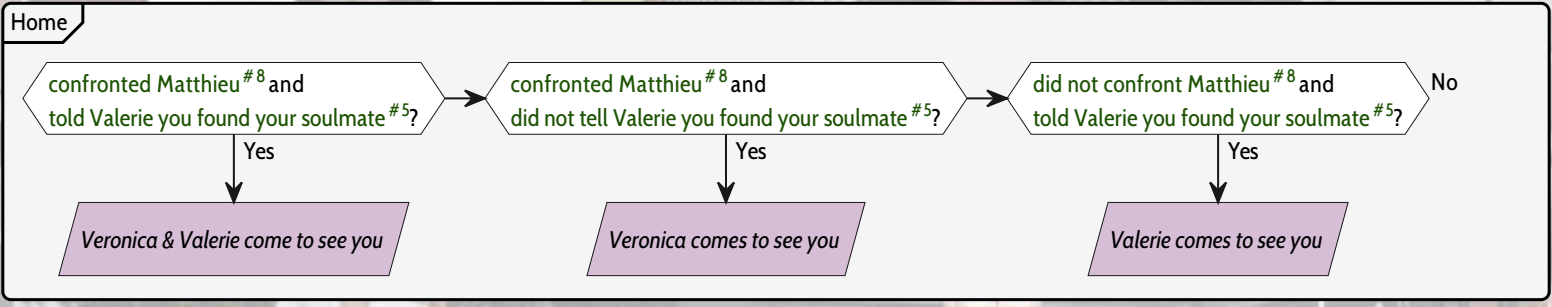 Home
confronted Matthieu #8 and
told Valerie you found your soulmate #5?
Yes
Veronica & Valerie come to see you
confronted Matthieu #8 and
did not tell Valerie you found your soulmate #5?
Yes
Veronica comes to see you
did not confront Matthieu #8 and
told Valerie you found your soulmate #5?
No
Yes
Valerie comes to see you